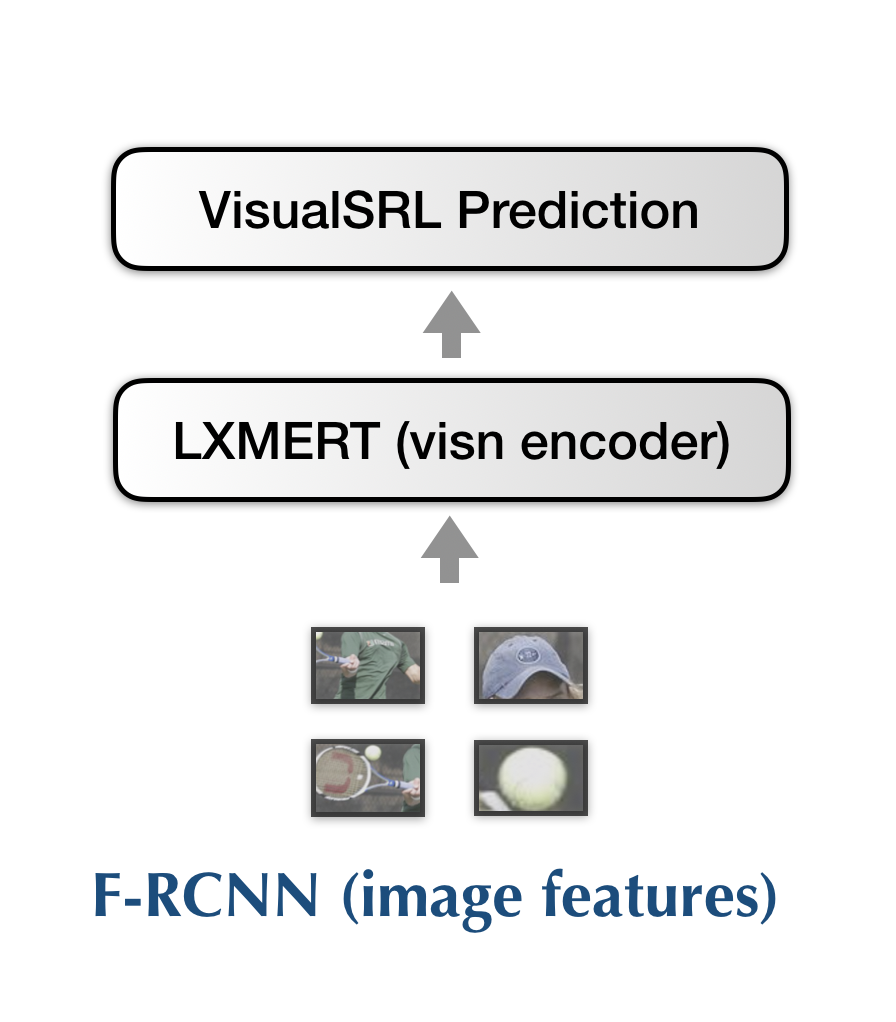 VisualSRL Prediction
LXMERT (visn encoder)
F-RCNN (image features)